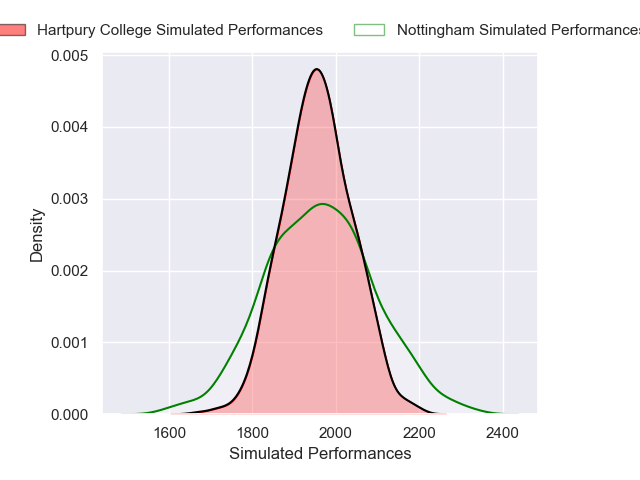 Hartpury College Simulated Performances
Nottingham Simulated Performances
0.005
0.004
0.003
0.002
0.001
0.000
Density
1600 1800 2000 2200 2400
Simulated Performances